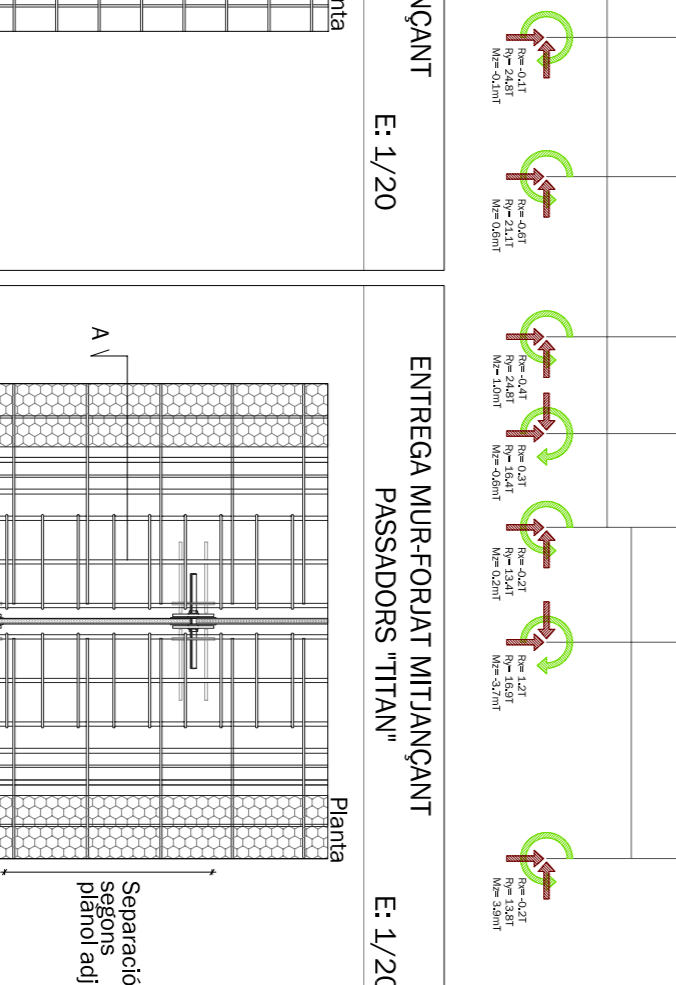 Rx= -0.1T
Ry= 24.8T
Mz= -0.1mT
Rx= -0.6T
Ry= 21.1T
Mz= 0.6mT
Rx= -0.4T
Ry= 24.8T
Mz= 1.0mT
Rx= 0.3T
Ry= 16.4T
Mz= -0.6mT
Rx= -0.2T
Ry= 13.4T
Mz= 0.2mT
Rx= 1.2T
Ry= 16.9T
Mz= -3.7mT
Rx= -0.2T
Ry= 13.8T
Mz= 3.9mT
NÇANT
E: 1/20
nta
ENTREGA MUR-FORJAT MITJANÇANT
PASSADORS "TITAN"
E: 1/20
Planta
A
Separació
segons
plànol adj